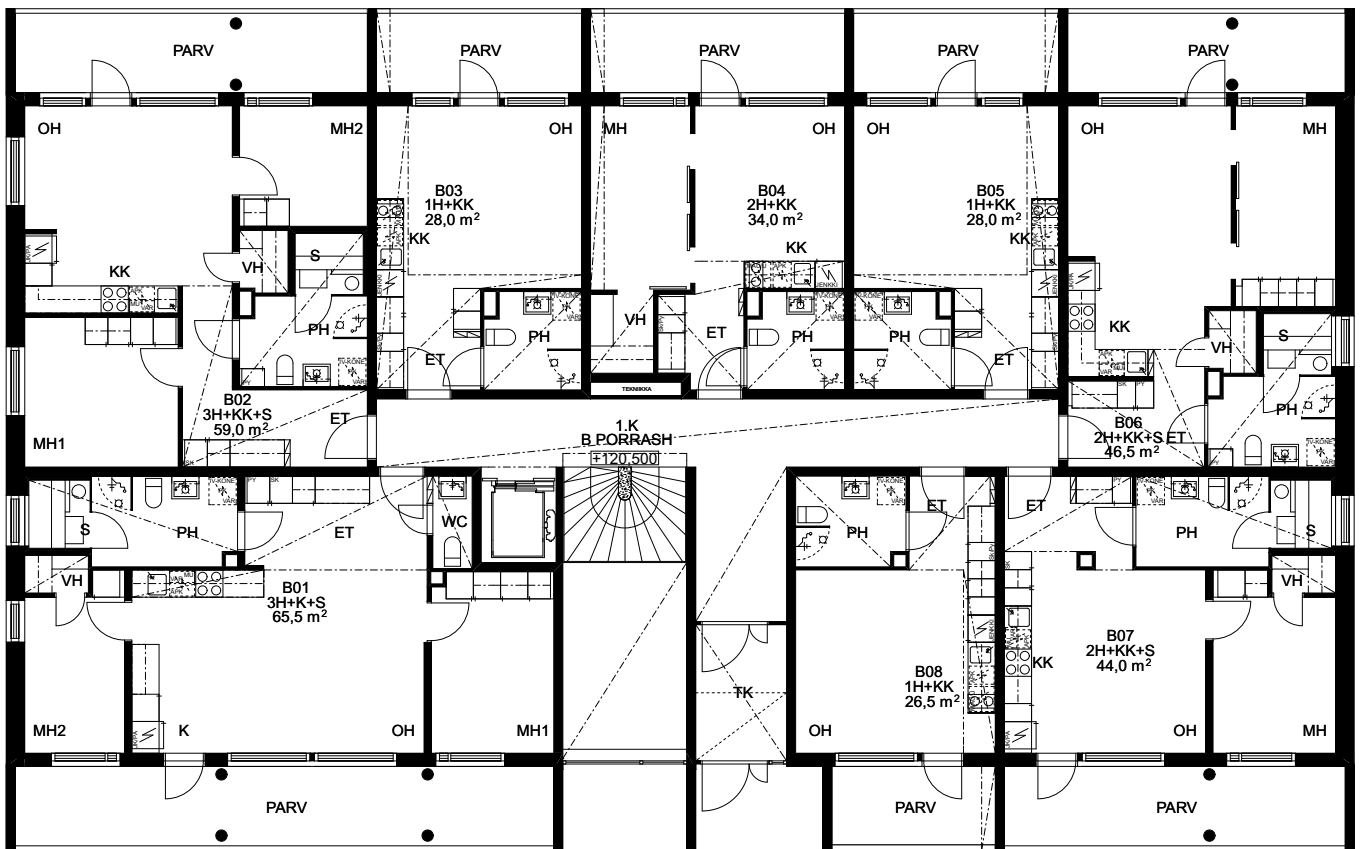 PARV
PARV
PARV
PARV
PARV
OH
MH2
OH
MH
OH
OH
OH
MH
B03
1H+KK
28,0 m²
B04
2H+KK
34,0 m²
B05
1H+KK
28,0 m²
KK
KK
KK
S
VH
KK
JENKKI
PH
VH
ET
PH
PH
PH
ET
ET
KK
VH
S
PH
TEKNIIKKA
B02
3H+KK+S
59,0 m²
ET
MH1
1.K
B PORRASH
+120,500
B06
2H+KK+S
46,5 m²
ET
S
PH
ET
WC
VH
B01
3H+K+S
65,5 m²
MH2
K
OH
MH1
TK
PH
ET
B08
1H+KK
26,5 m²
OH
ET
PH
S
VH
KK
B07
2H+KK+S
44,0 m²
OH
MH
PARV
PARV
PARV